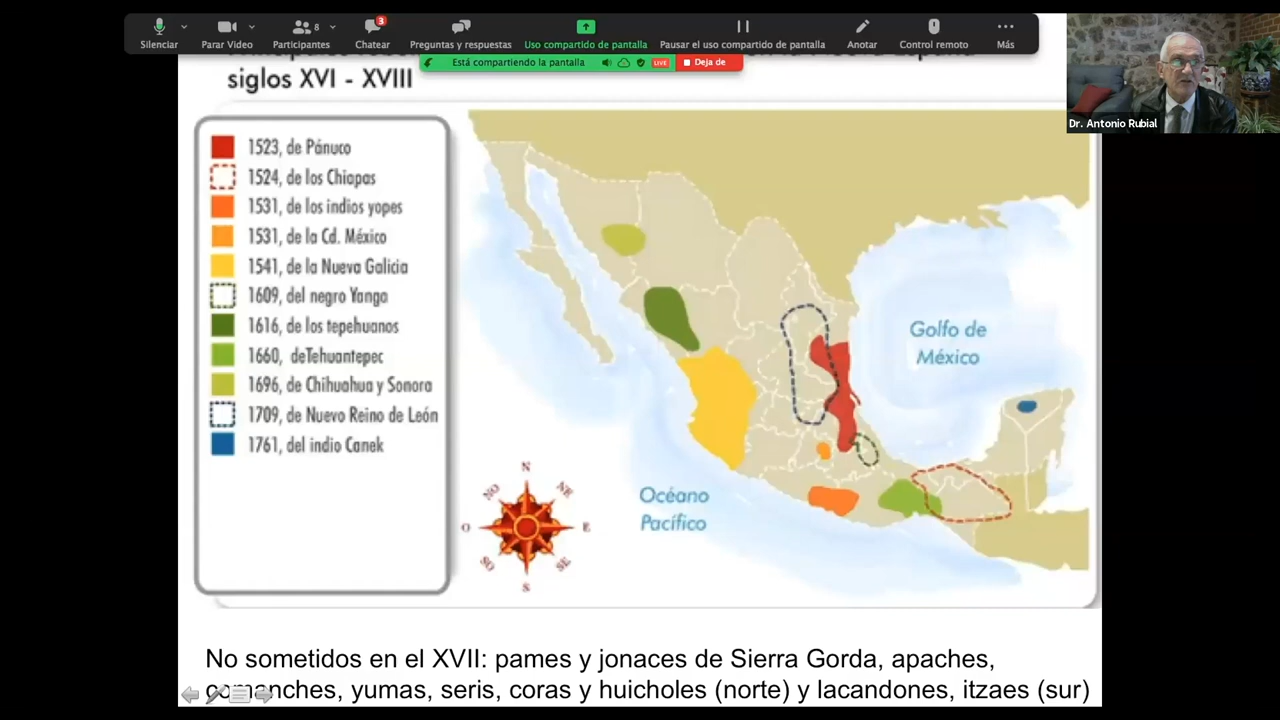 Silenciar
Parar Video
8
Participantes
3
Chatear
Preguntas y respuestas
Uso compartido de pantalla
Pausar el uso compartido de pantalla
Anotar
Control remoto
Más
Está compartiendo la pantalla
LIVE
Deja de
Dr. Antonio Rubial
siglos XVI - XVIII
1523, de Pánuco
1524, de los Chiapas
1531, de los indios yopes
1531, de la Cd. México
1541, de la Nueva Galicia
1609, del negro Yanga
1616, de los tepehuanos
1660, deTehuantepec
1696, de Chihuahua y Sonora
1709, de Nuevo Reino de León
1761, del indio Canek
Golfo de
México
Océano
Pacífico
N
NO
NE
O
E
SO
SE
S
No sometidos en el XVII: pames y jonaces de Sierra Gorda, apaches,
comanches, yumas, seris, coras y huicholes (norte) y lacandones, itzaes (sur)